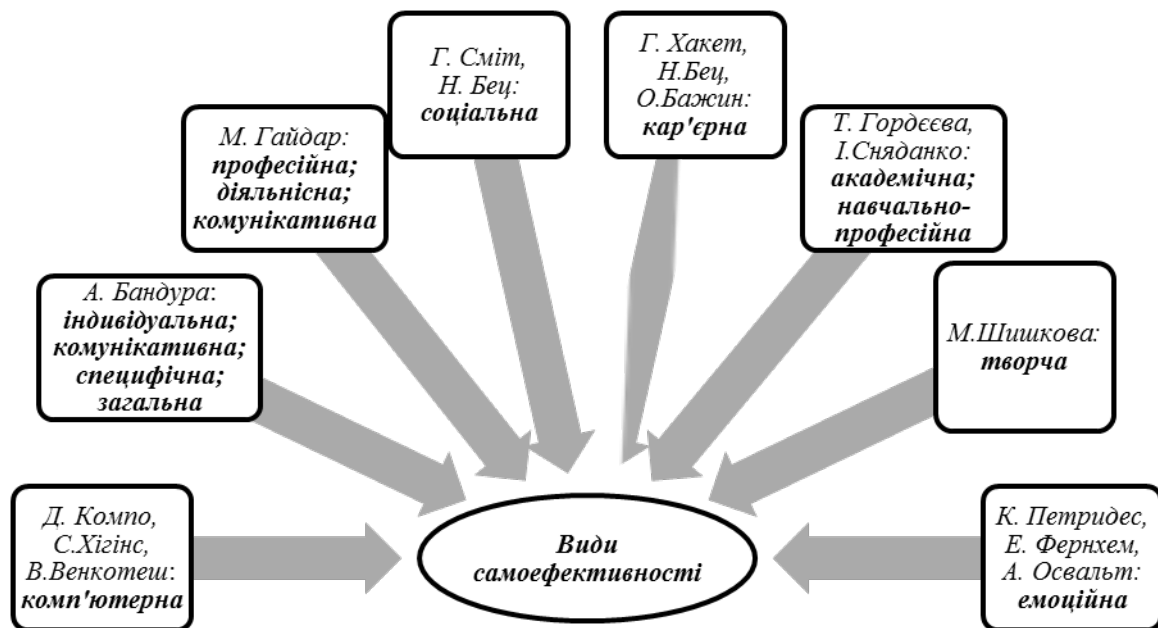 Г. Сміт,
Н. Бец:
соціальна
Г. Хакет,
Н.Бец,
О.Бажин:
кар'єрна
М. Гайдар:
професійна;
діяльнісна;
комунікативна
Т. Гордєєва,
І.Сняданко:
академічна;
навчально-
професійна
А. Бандура:
індивідуальна;
комунікативна;
специфічна;
загальна
М.Шишкова:
творча
Д. Компо,
С.Хігінс,
В.Венкотеш:
комп'ютерна
Види
самоефективності
К. Петридес,
Е. Фернхем,
А. Освальт:
емоційна